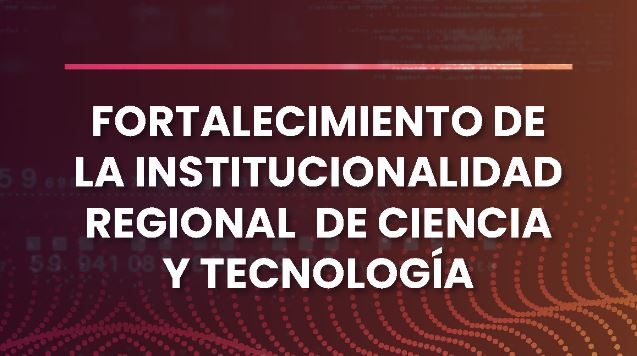 FORTALECIMIENTO DE
LA INSTITUCIONALIDAD
REGIONAL DE CIENCIA
Y TECNOLOGÍA